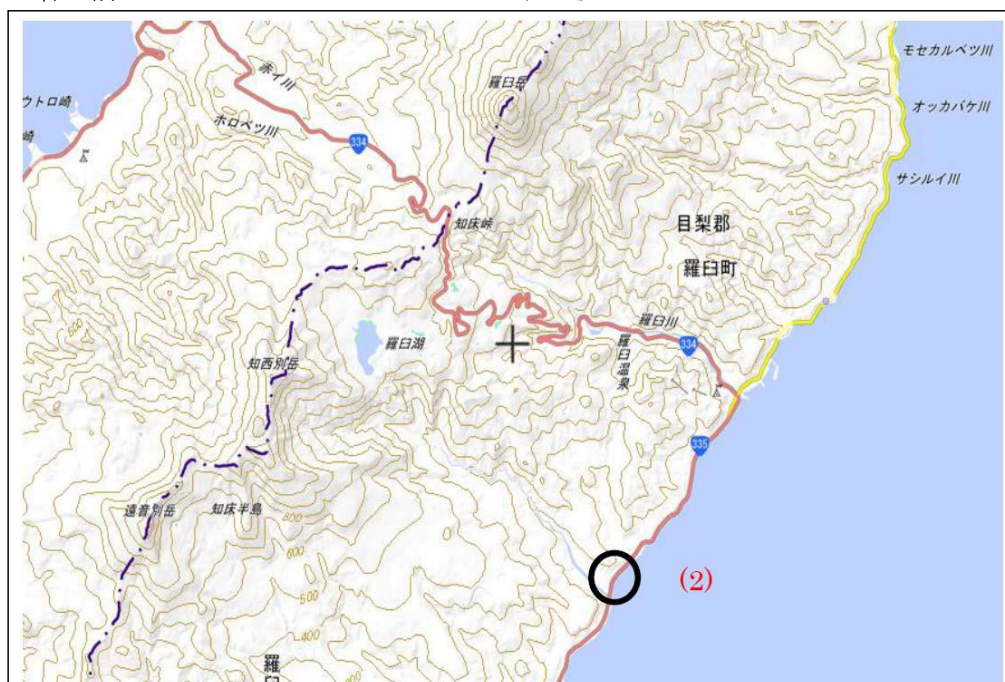 モセカルベツ川
羅臼岳
赤イ川
ウトロ崎
オッカバケ川
ホロベツ川
崎
334
サシルイ川
知床峠
目梨郡
羅臼町
羅臼川
600
羅臼湖
334
知西別岳
羅臼温泉
335
遠音別岳
知床半島
800
600
(2)
500
400
羅